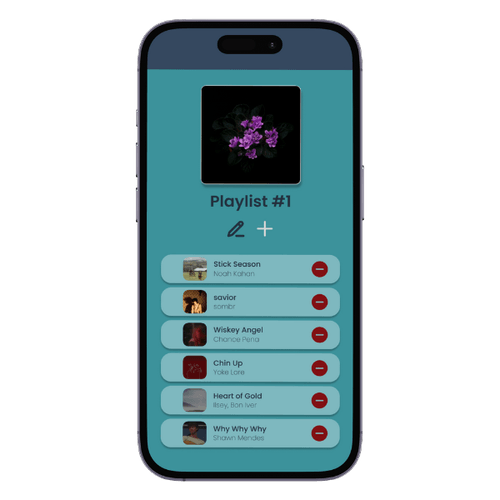 Playlist #1
Stick Season
Noah Kahan
savior
sombr
Wiskey Angel
Chance Pena
Chin Up
Yoke Lore
Heart of Gold
Ilsey, Bon Iver
Why Why Why
Shawn Mendes